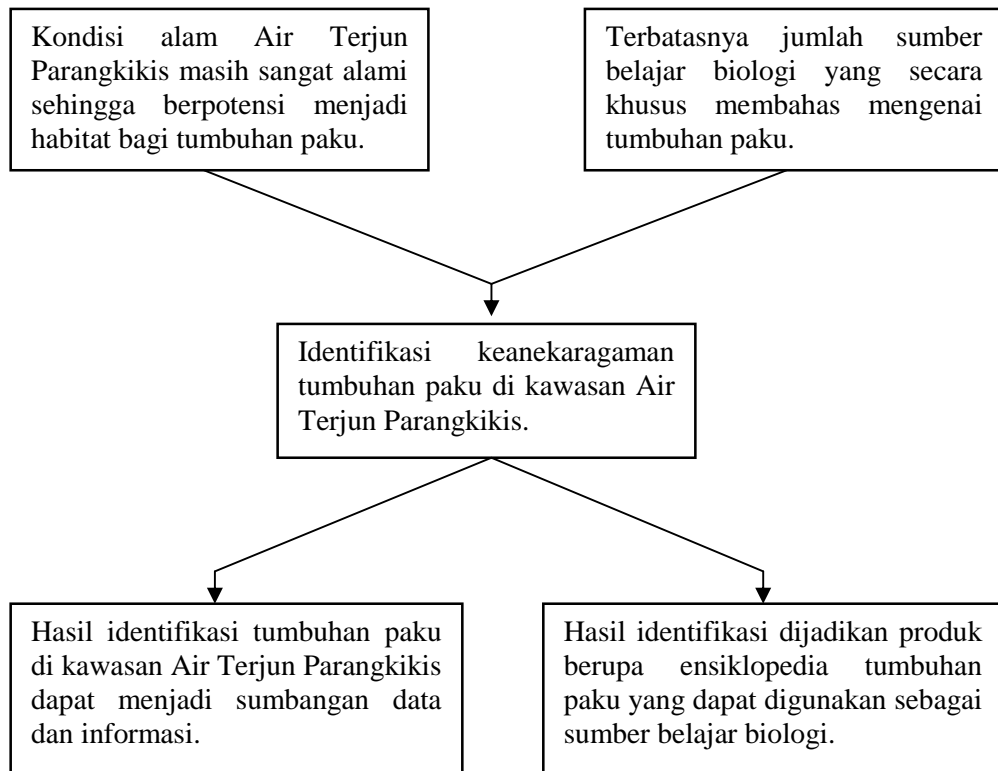 Kondisi alam Air Terjun
Parangkikis masih sangat alami
sehingga berpotensi menjadi
habitat bagi tumbuhan paku.
Terbatasnya jumlah sumber
belajar biologi yang secara
khusus membahas mengenai
tumbuhan paku.
Identifikasi keanekaragaman
tumbuhan paku di kawasan Air
Terjun Parangkikis.
Hasil identifikasi tumbuhan paku
di kawasan Air Terjun Parangkikis
dapat menjadi sumbangan data
dan informasi.
Hasil identifikasi dijadikan produk
berupa ensiklopedia tumbuhan
paku yang dapat digunakan sebagai
sumber belajar biologi.